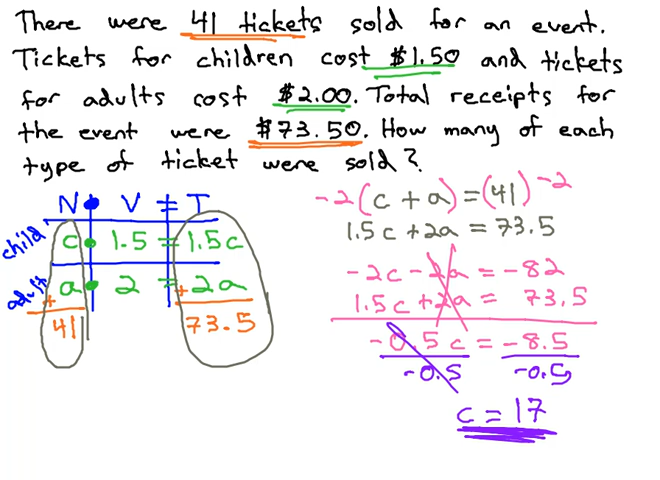 There were 41 tickets sold for an event.
Tickets for children cost $1.50 and tickets
for adults cost $2.00. Total receipts for
the event were $73.50. How many of each
type of ticket were sold?
N • V = T
child c • 1.5 = 1.5c
adult a • 2 = + 2a
+ 41 73.5
-2(c + a) = (41) -2
1.5c + 2a = 73.5
-2c - 2a = -82
1.5c + 2a = 73.5
-0.5c = -8.5
-0.5 -0.5
c = 17